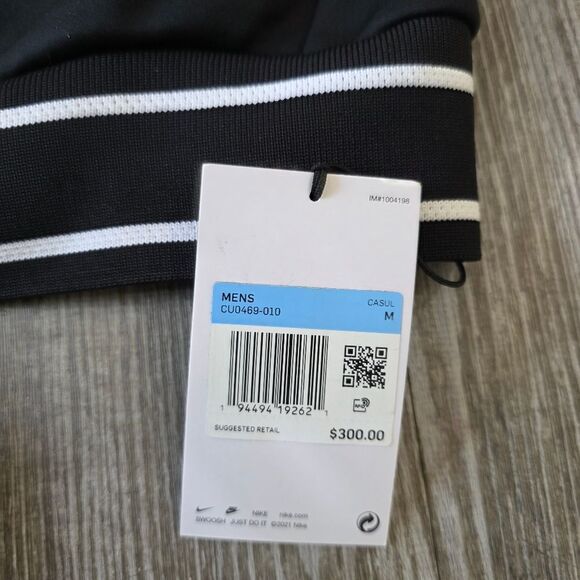 IM#1004198
MENS CASUL
CU0469-010 M
1 94494 19262 1
RFID
SUGGESTED RETAIL $300.00
NIKE nike.com
SWOOSH JUST DO IT ©2021 Nike